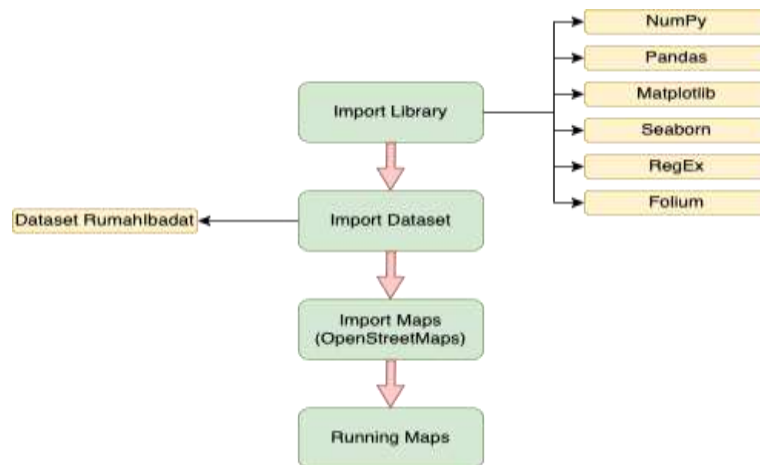 NumPy
Pandas
Matplotlib
Seaborn
RegEx
Folium
Import Library
Dataset RumahIbadat
Import Dataset
Import Maps
(OpenStreetMaps)
Running Maps